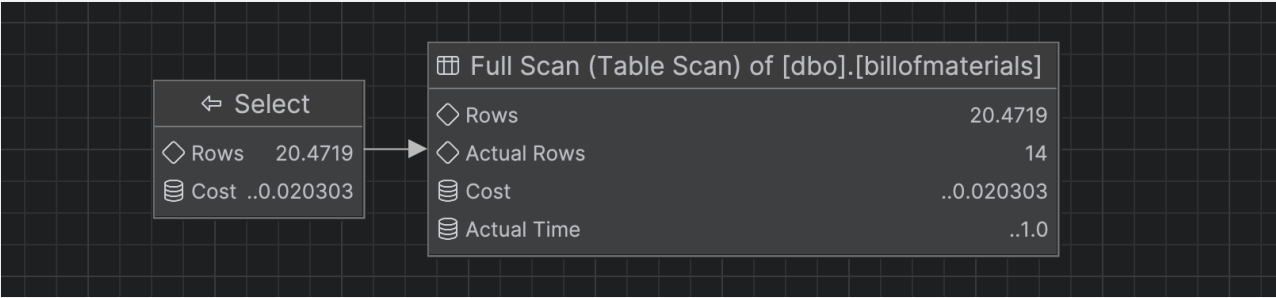 Select
Rows 20.4719
Cost ..0.020303
Full Scan (Table Scan) of [dbo].[billofmaterials]
Rows 20.4719
Actual Rows 14
Cost ..0.020303
Actual Time ..1.0